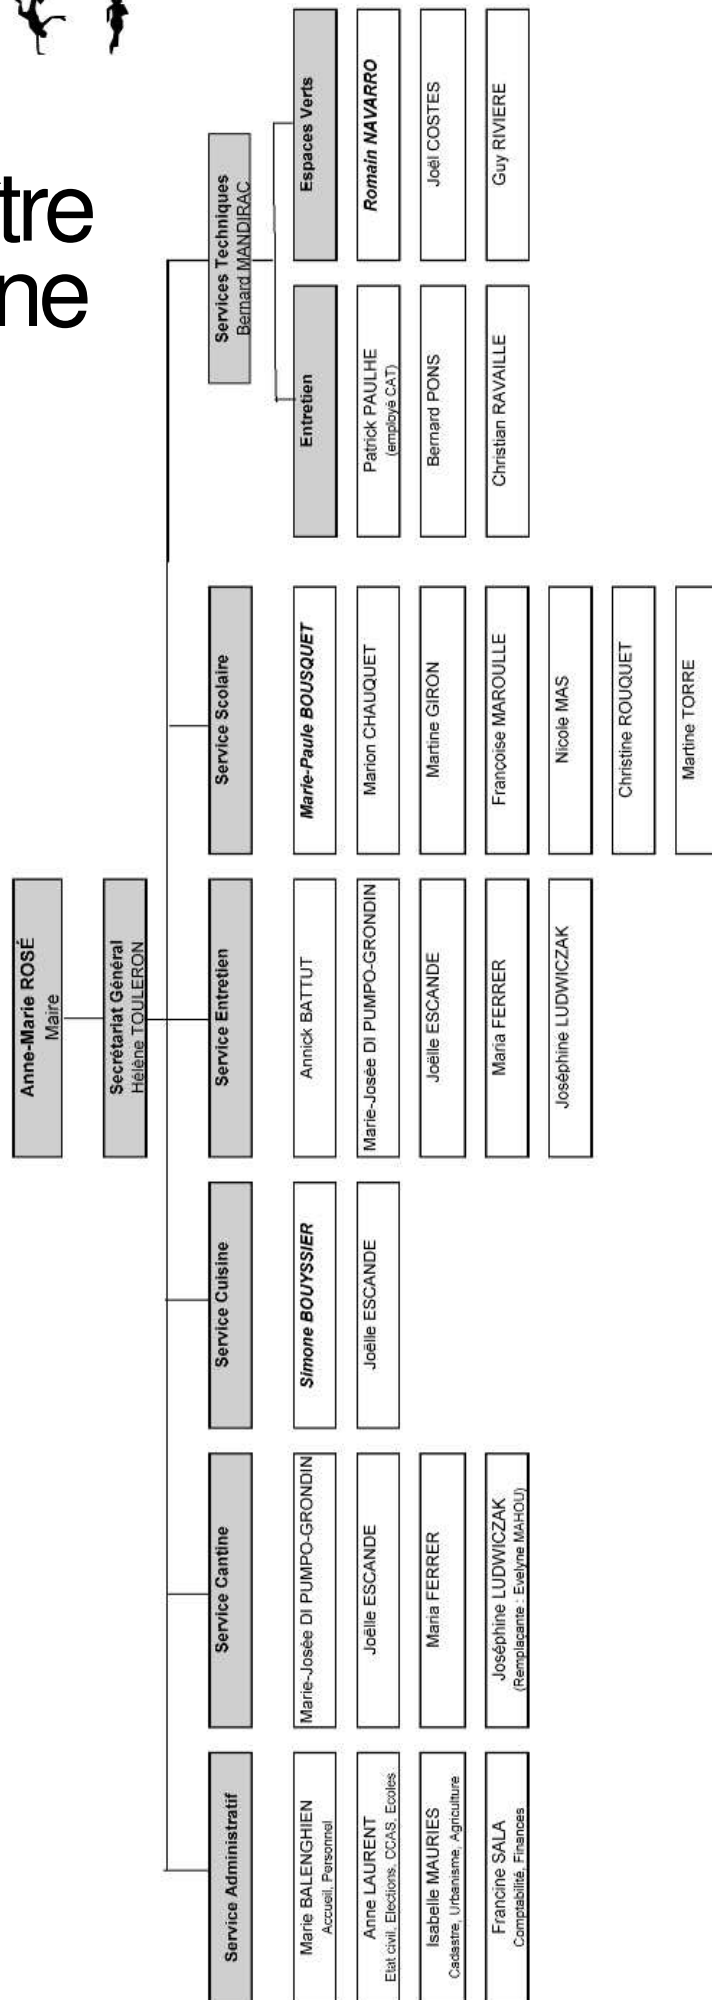 tre
ne
Anne-Marie ROSÉ
Maire
Secrétariat Général
Hélène TOULERON
Service Administratif
Marie BALENGHIEN
Accueil, Personnel
Anne LAURENT
Etat civil, Elections, CCAS, Ecoles
Isabelle MAURIES
Cadastre, Urbanisme, Agriculture
Francine SALA
Comptabilité, Finances
Service Cantine
Marie-Josée DI PUMPO-GRONDIN
Joëlle ESCANDE
Maria FERRER
Joséphine LUDWICZAK
(Remplaçante : Evelyne MAHOU)
Service Cuisine
Simone BOUYSSIER
Joëlle ESCANDE
Service Entretien
Annick BATTUT
Marie-Josée DI PUMPO-GRONDIN
Joëlle ESCANDE
Maria FERRER
Joséphine LUDWICZAK
Service Scolaire
Marie-Paule BOUSQUET
Marion CHAUQUET
Martine GIRON
Françoise MAROULLE
Nicole MAS
Christine ROUQUET
Martine TORRE
Services Techniques
Bernard MANDIRAC
Entretien
Patrick PAULHE
(employé CAT)
Bernard PONS
Christian RAVAILLE
Espaces Verts
Romain NAVARRO
Joël COSTES
Guy RIVIERE